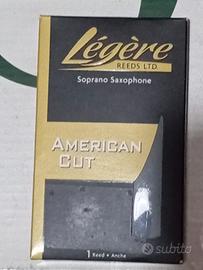 Légère
REEDS LTD.
Soprano Saxophone
AMERICAN
CUT
1 Reed • Anche
subito